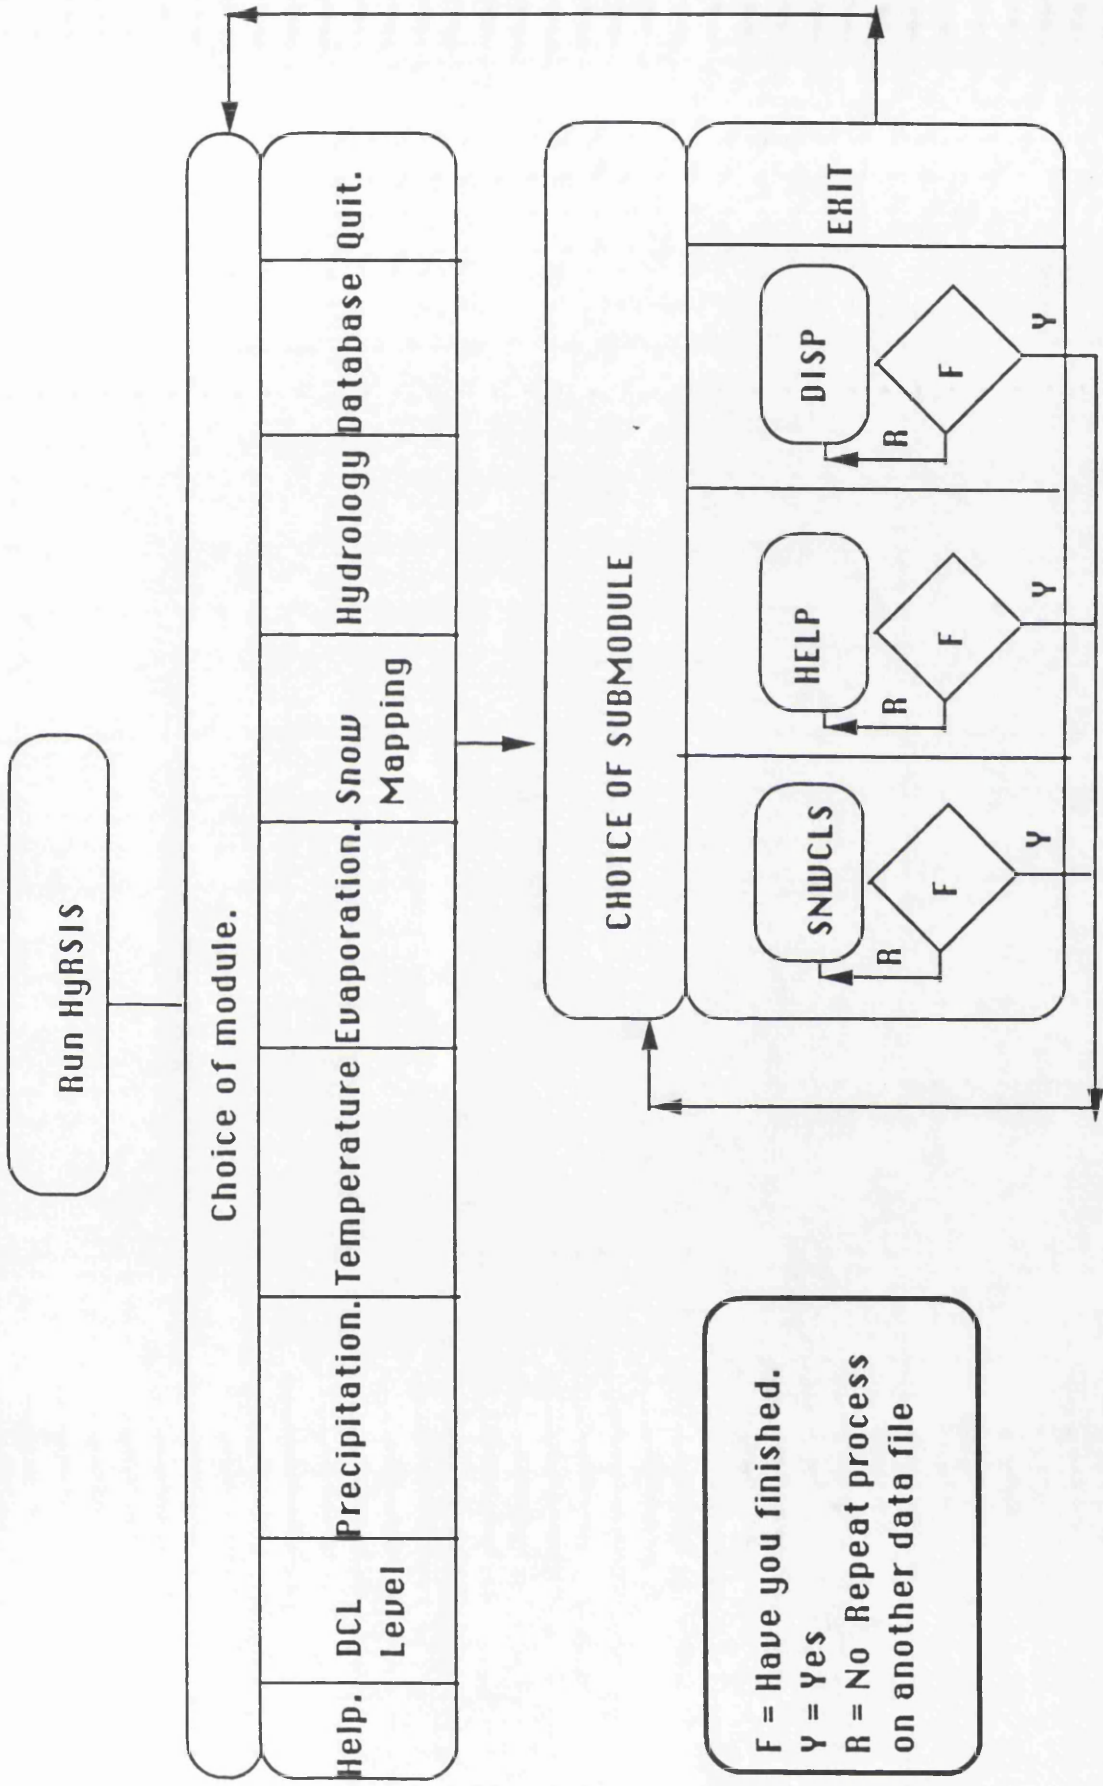 Run HyRSIS
Choice of module.
Help.
DCL
Level
Precipitation.
Temperature
Evaporation.
Snow
Mapping
Hydrology
Database
Quit.
CHOICE OF SUBMODULE
SNWCLS
R
F
Y
HELP
R
F
Y
DISP
R
F
Y
EXIT
F = Have you finished.
Y = Yes
R = No Repeat process
on another data file